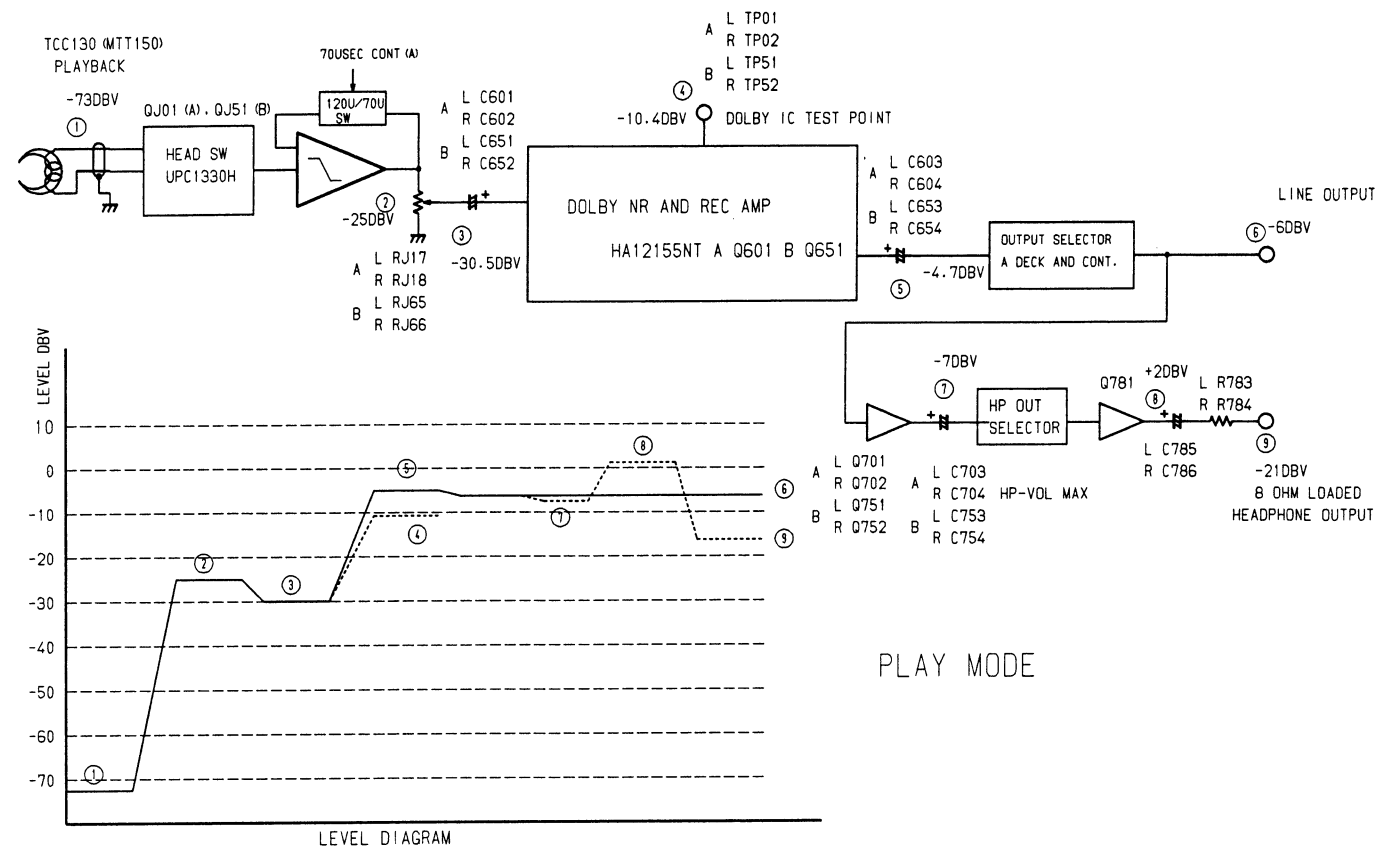 TCC130 (MTT150)
PLAYBACK
-73DBV
①
QJ01 (A). QJ51 (B)
HEAD SW
UPC1330H
70USEC CONT (A)
120U/70U
SW
②
-25DBV
A L RJ17
R RJ18
B L RJ65
R RJ66
A L C601
R C602
B L C651
R C652
③
-30.5DBV
A L TP01
R TP02
B L TP51
R TP52
④
-10.4DBV
DOLBY IC TEST POINT
DOLBY NR AND REC AMP
HA12155NT A Q601 B Q651
A L C603
R C604
B L C653
R C654
+
⑤
-4.7DBV
OUTPUT SELECTOR
A DECK AND CONT.
LINE OUTPUT
⑥ -6DBV
-7DBV
⑦
+
HP OUT
SELECTOR
Q781
+2DBV
⑧
+
L R783
R R784
L C785
R C786
⑨
-21DBV
8 OHM LOADED
HEADPHONE OUTPUT
A L Q701
R Q702
B L Q751
R Q752
A L C703
R C704
B L C753
R C754
HP-VOL MAX
LEVEL DBV
10
0
-10
-20
-30
-40
-50
-60
-70
①
②
③
④
⑤
⑥
⑦
⑧
⑨
LEVEL DIAGRAM
PLAY MODE